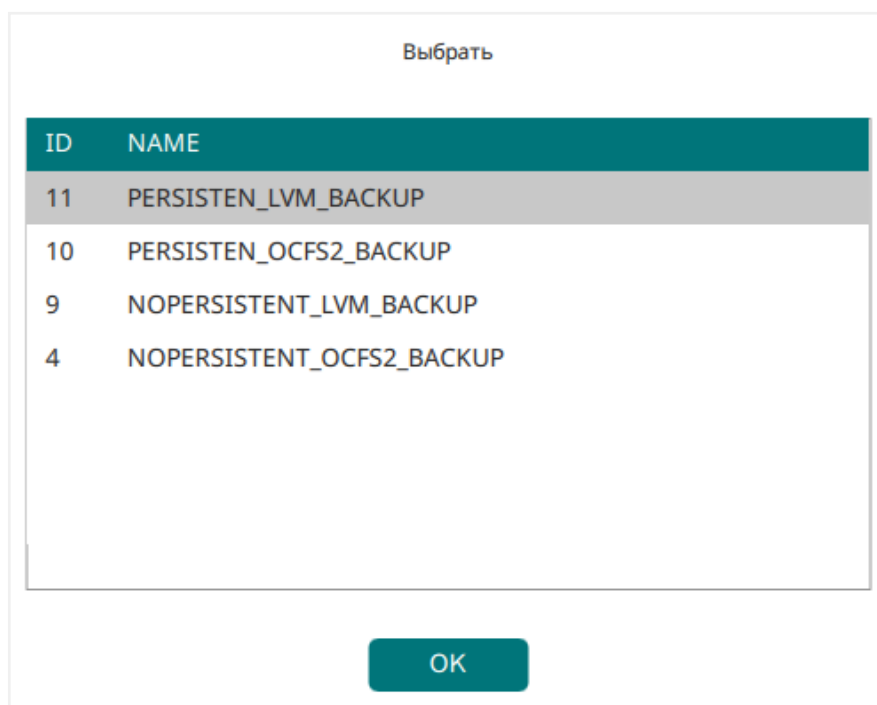 Выбрать
ID NAME
11 PERSISTEN_LVM_BACKUP
10 PERSISTEN_OCFS2_BACKUP
9 NOPERSISTENT_LVM_BACKUP
4 NOPERSISTENT_OCFS2_BACKUP
OK